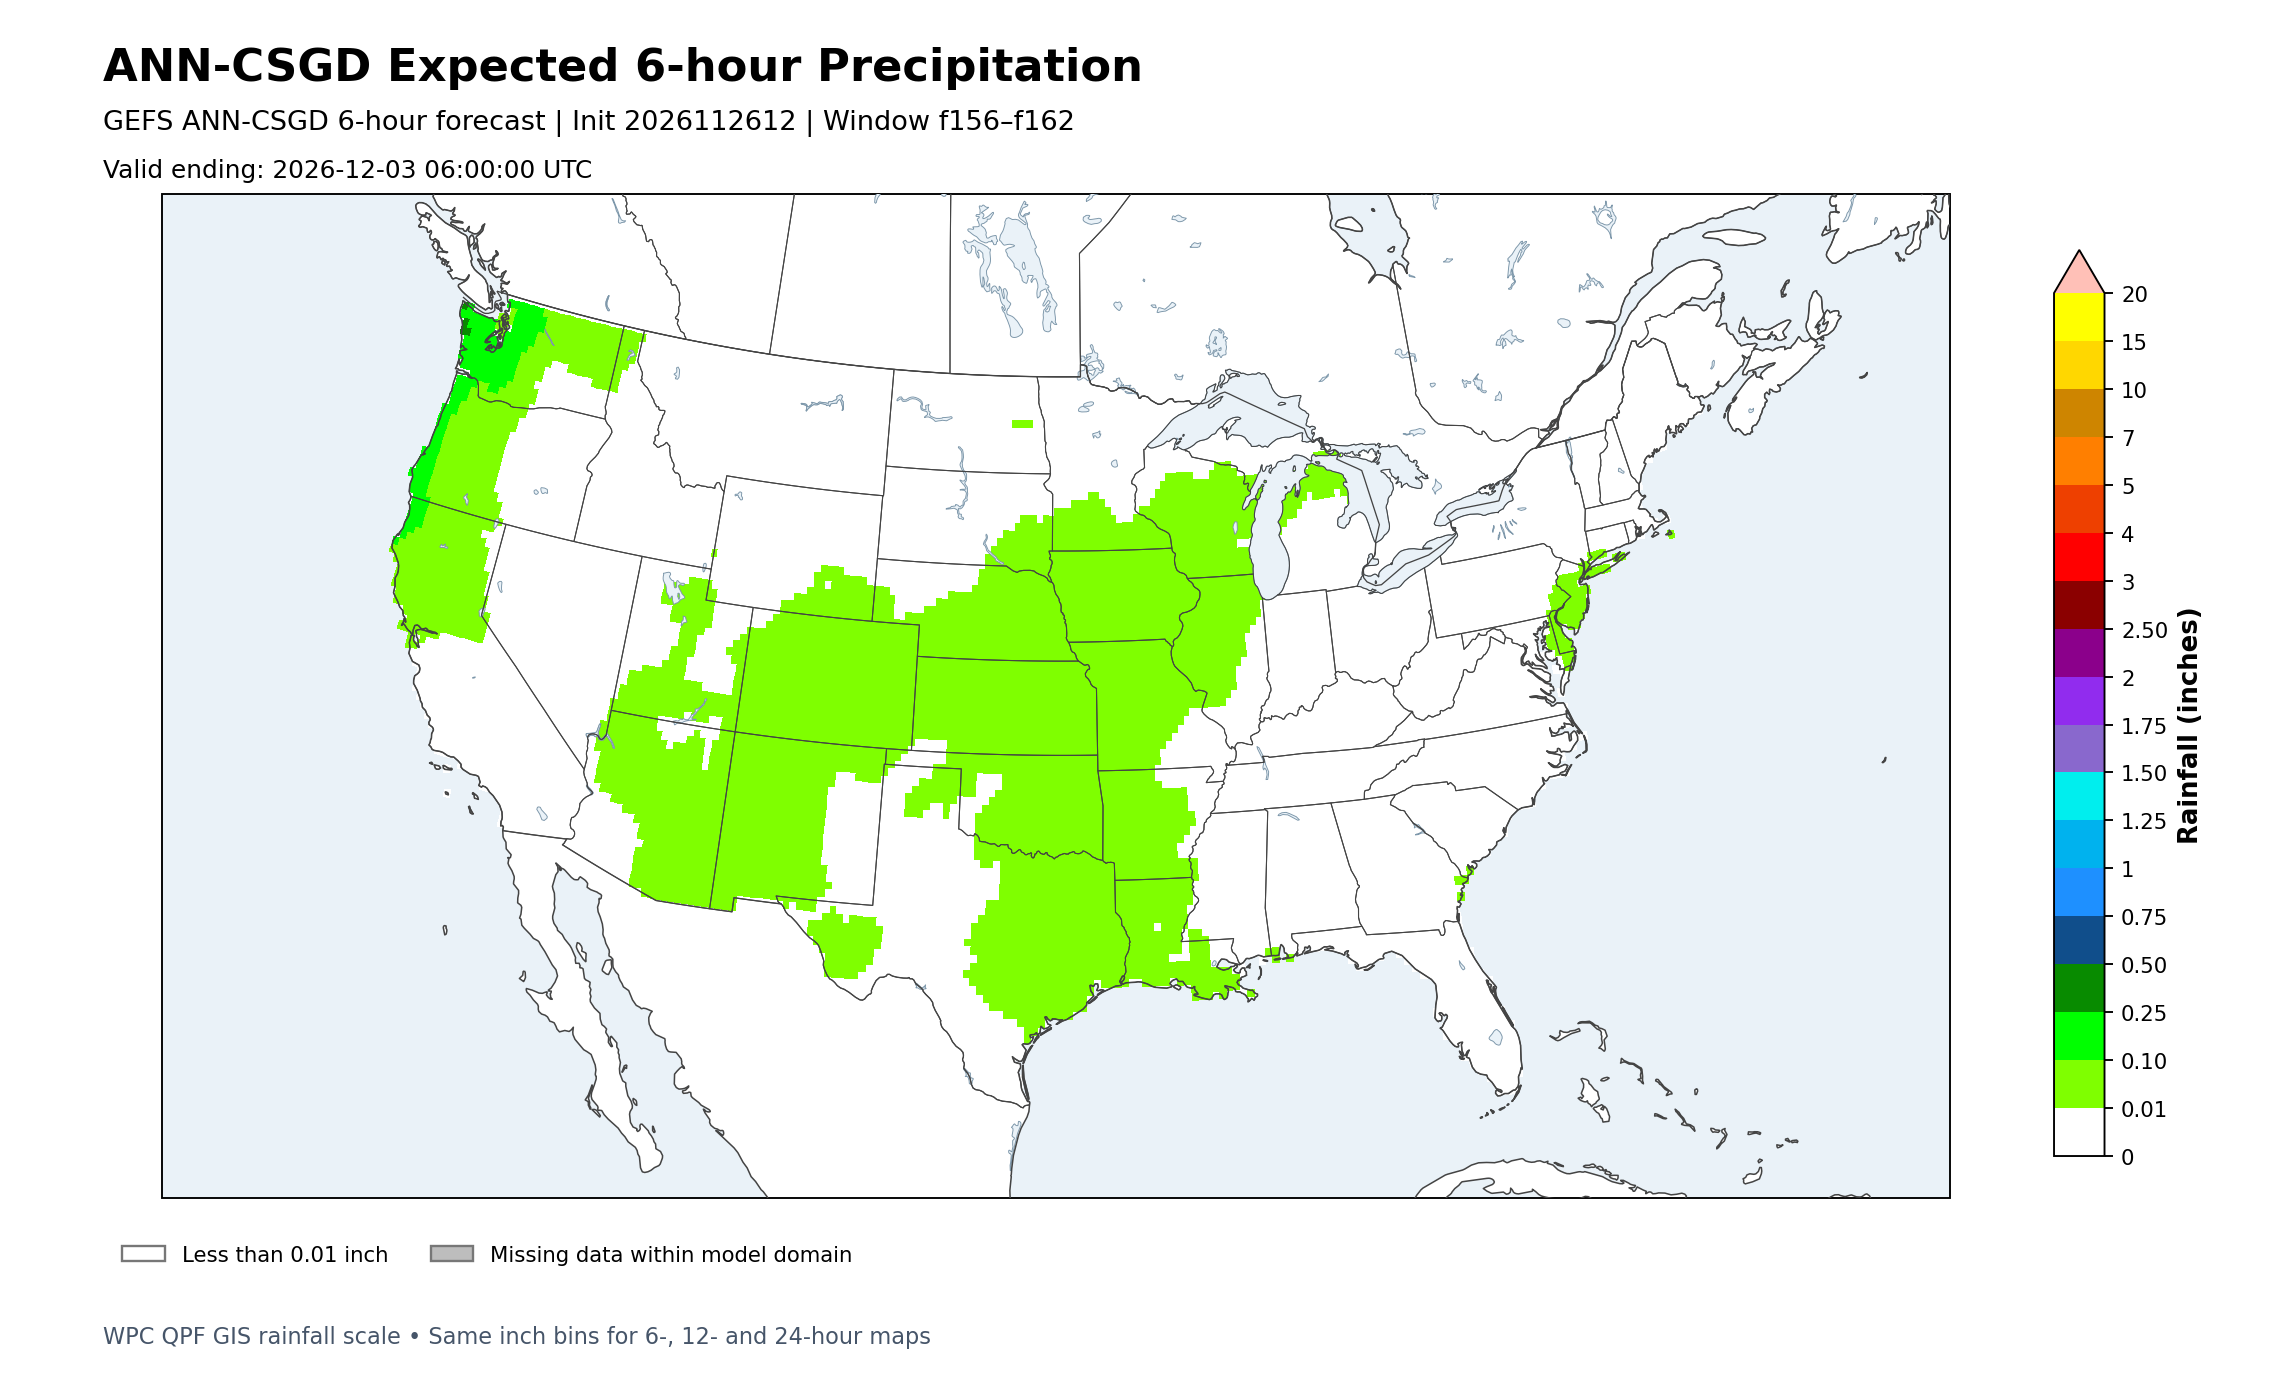 ANN-CSGD Expected 6-hour Precipitation
GEFS ANN-CSGD 6-hour forecast | Init 2026112612 | Window f156–f162
Valid ending: 2026-12-03 06:00:00 UTC
20
15
10
7
5
4
3
2.50
2
1.75
1.50
1.25
1
0.75
0.50
0.25
0.10
0.01
0
Rainfall (inches)
Less than 0.01 inch
Missing data within model domain
WPC QPF GIS rainfall scale • Same inch bins for 6-, 12- and 24-hour maps